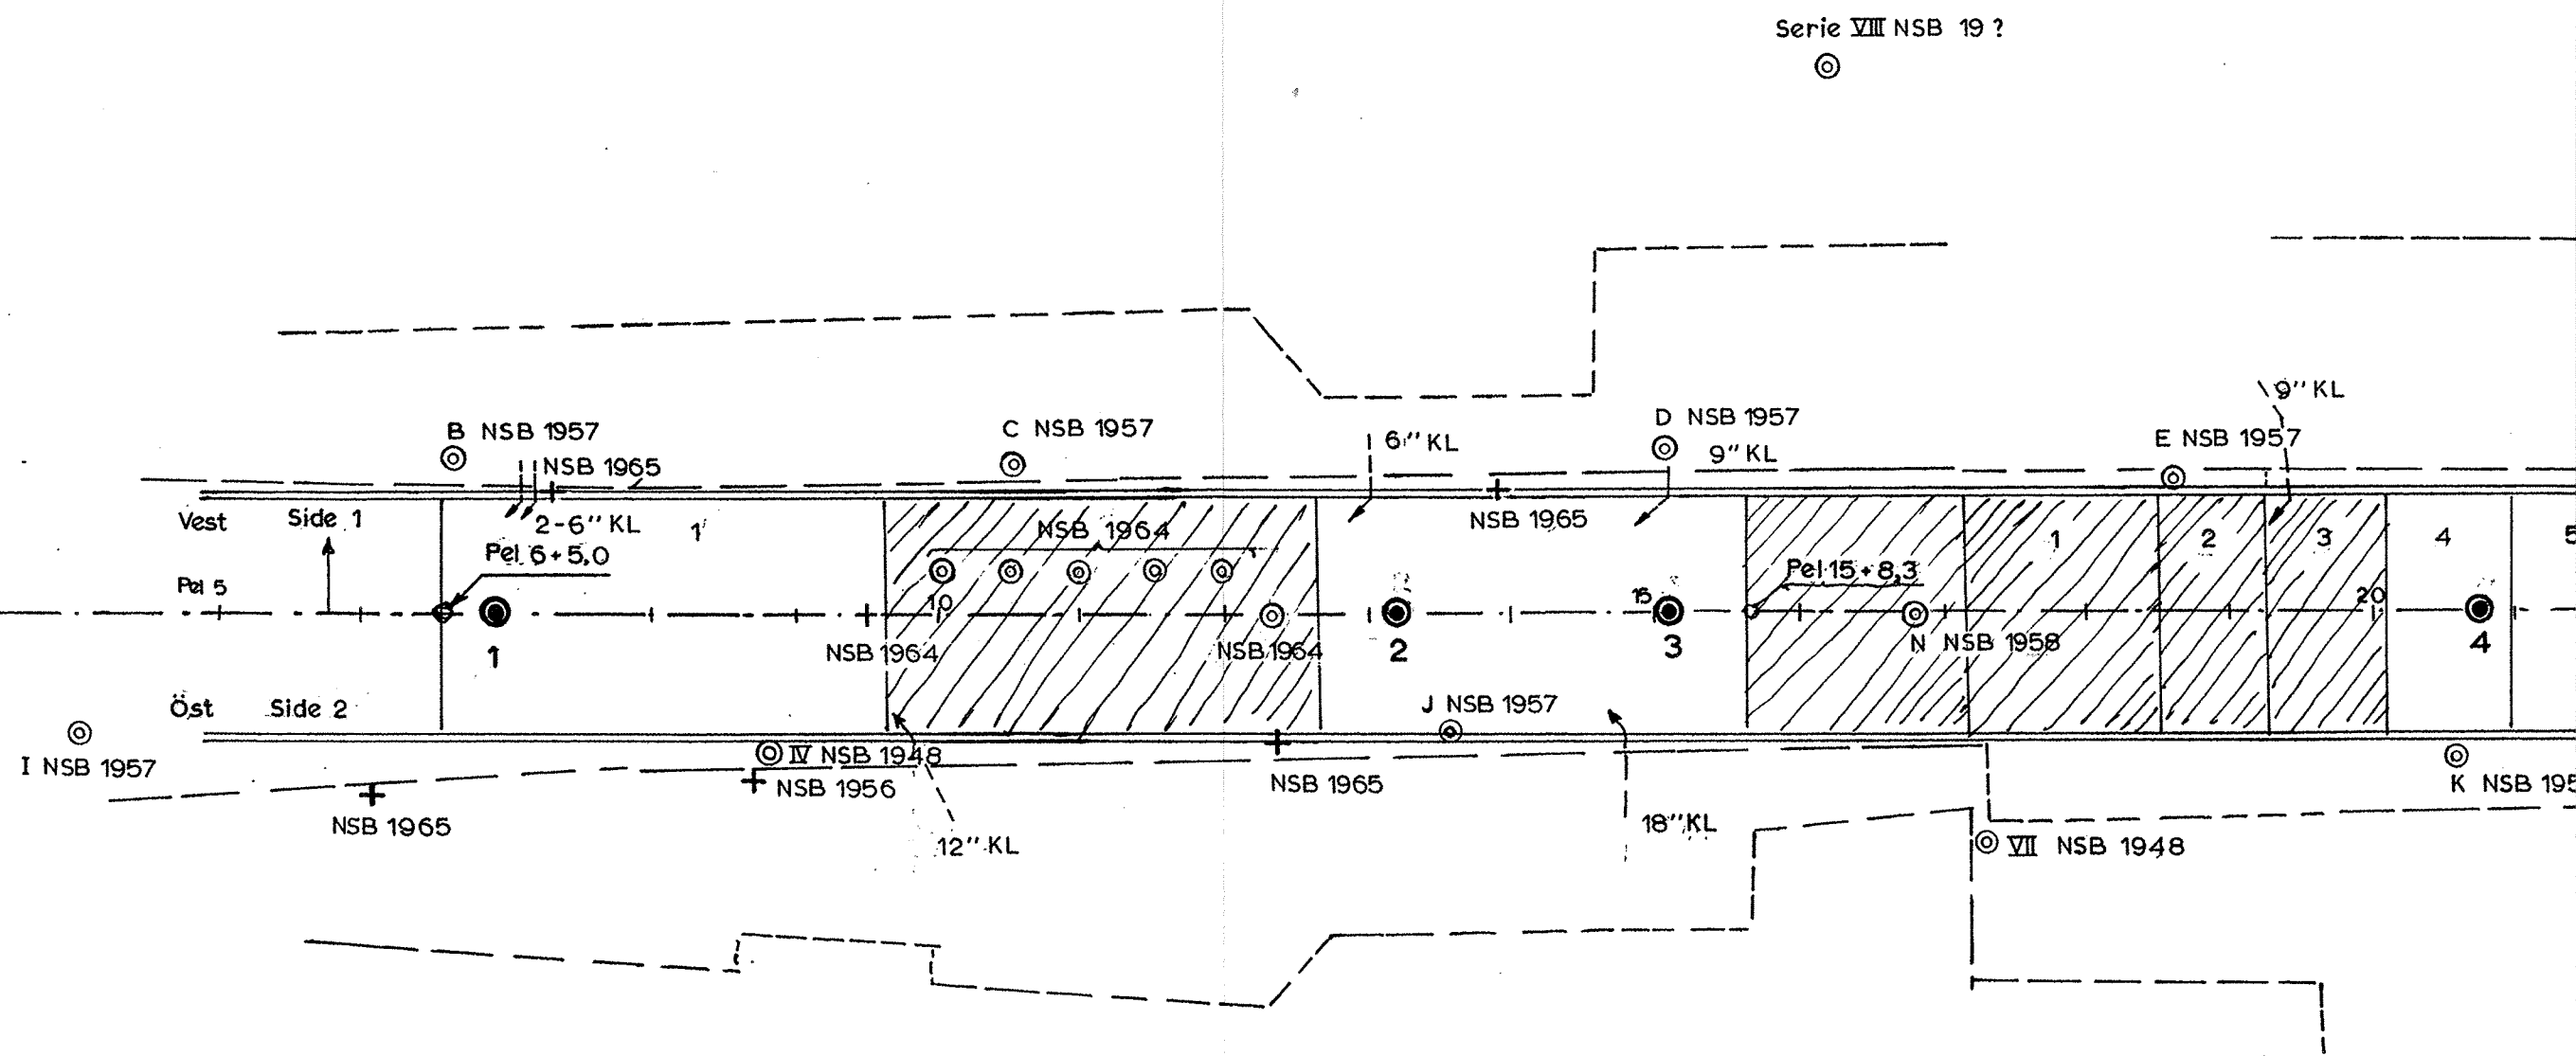 Serie VIII NSB 19 ?
\ 9" KL
B NSB 1957
C NSB 1957
6" KL
D NSB 1957
9" KL
E NSB 1957
NSB 1965
Vest
Side 1
2-6" KL
1
NSB 1964
NSB 1965
1
2
3
4
5
Pel 6+5,0
Pel 15+8,3
Pel 5
10
15
20
1
NSB 1964
NSB 1964
2
3
N NSB 1958
4
Öst
Side 2
J NSB 1957
I NSB 1957
IV NSB 1948
NSB 1956
NSB 1965
K NSB 195
NSB 1965
12" KL
18" KL
VII NSB 1948